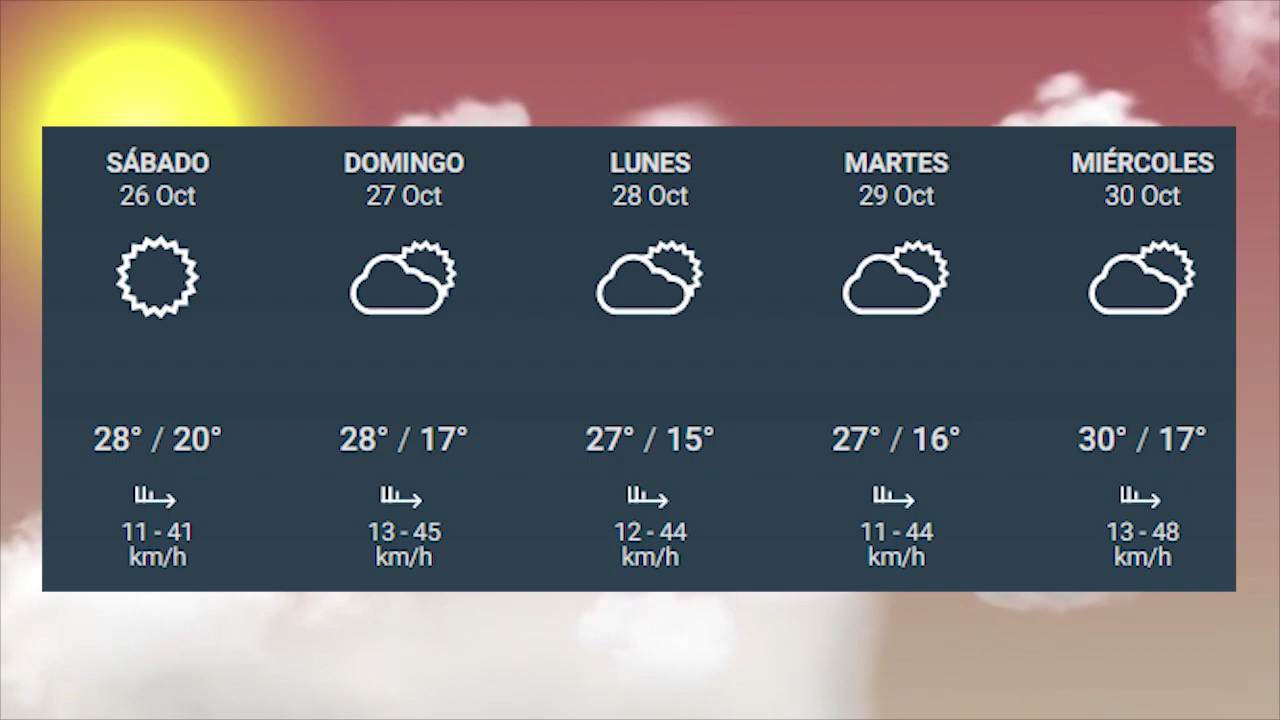 SÁBADO
26 Oct
28° / 20°
11 - 41
km/h
DOMINGO
27 Oct
28° / 17°
13 - 45
km/h
LUNES
28 Oct
27° / 15°
12 - 44
km/h
MARTES
29 Oct
27° / 16°
11 - 44
km/h
MIÉRCOLES
30 Oct
30° / 17°
13 - 48
km/h